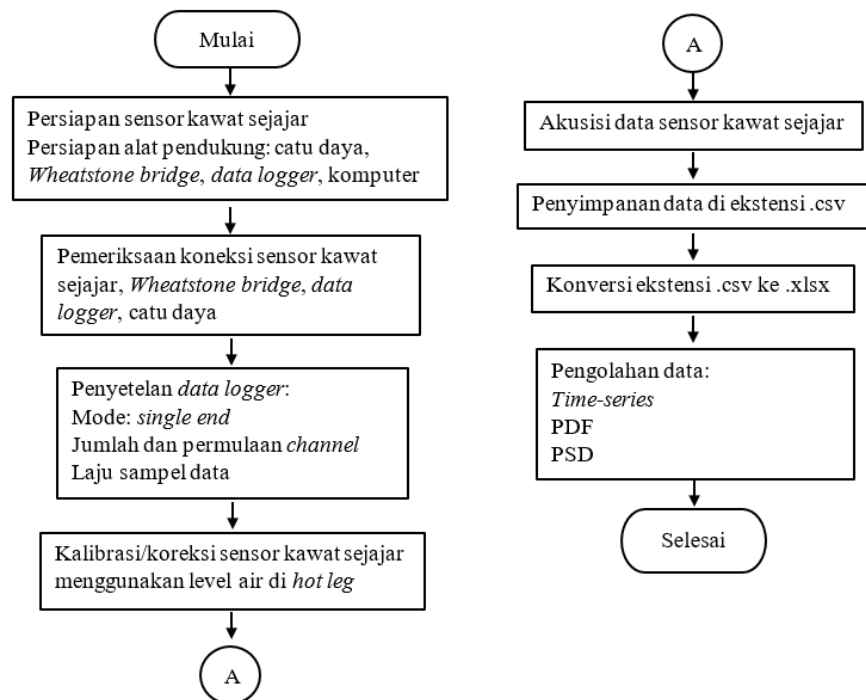 Mulai
Persiapan sensor kawat sejajar
Persiapan alat pendukung: catu daya,
Wheatstone bridge, data logger, komputer
Pemeriksaan koneksi sensor kawat
sejajar, Wheatstone bridge, data
logger, catu daya
Penyetelan data logger:
Mode: single end
Jumlah dan permulaan channel
Laju sampel data
Kalibrasi/koreksi sensor kawat sejajar
menggunakan level air di hot leg
A
A
Akusisi data sensor kawat sejajar
Penyimpanan data di ekstensi .csv
Konversi ekstensi .csv ke .xlsx
Pengolahan data:
Time-series
PDF
PSD
Selesai